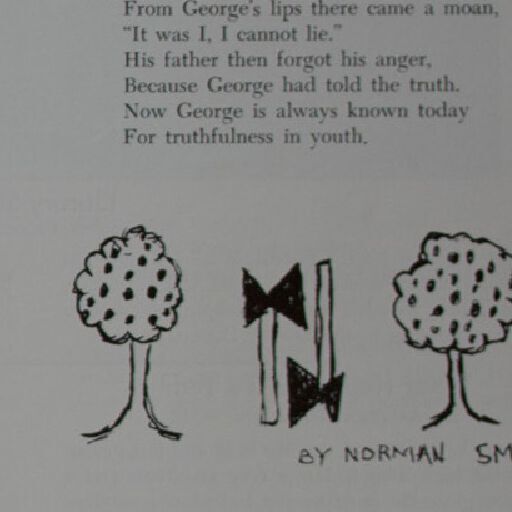 From George's lips there came a moan,
"It was I, I cannot lie."
His father then forgot his anger,
Because George had told the truth.
Now George is always known today
For truthfulness in youth.
BY NORMAN SM